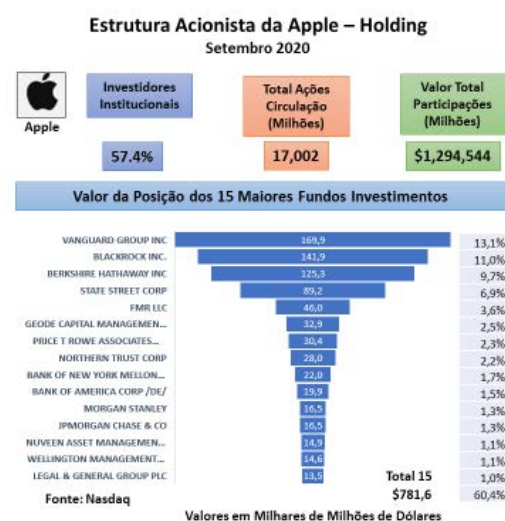 Estrutura Acionista da Apple – Holding
Setembro 2020
Apple
Investidores
Institucionais
57.4%
Total Ações
Circulação
(Milhões)
17,002
Valor Total
Participações
(Milhões)
$1,294,544
Valor da Posição dos 15 Maiores Fundos Investimentos
VANGUARD GROUP INC 169,9 13,1%
BLACKROCK INC. 141,9 11,0%
BERKSHIRE HATHAWAY INC 125,3 9,7%
STATE STREET CORP 89,2 6,9%
FMR LLC 46,0 3,6%
GEODE CAPITAL MANAGEMEN... 32,9 2,5%
PRICE T ROWE ASSOCIATES... 30,4 2,3%
NORTHERN TRUST CORP 28,0 2,2%
BANK OF NEW YORK MELLON... 22,0 1,7%
BANK OF AMERICA CORP /DE/ 19,9 1,5%
MORGAN STANLEY 16,5 1,3%
JPMORGAN CHASE & CO 16,5 1,3%
NUVEEN ASSET MANAGEMEN... 14,9 1,1%
WELLINGTON MANAGEMENT... 14,6 1,1%
LEGAL & GENERAL GROUP PLC 13,5 Total 15 1,0%
Fonte: Nasdaq $781,6 60,4%
Valores em Milhares de Milhões de Dólares